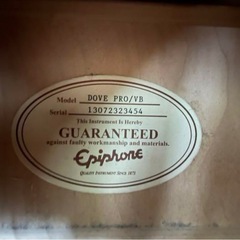 Model DOVE PRO/VB
Serial 13072323454
This Instrument Is Hereby
GUARANTEED
against faulty workmanship and materials.
Epiphone
Quality Instruments Since 1873